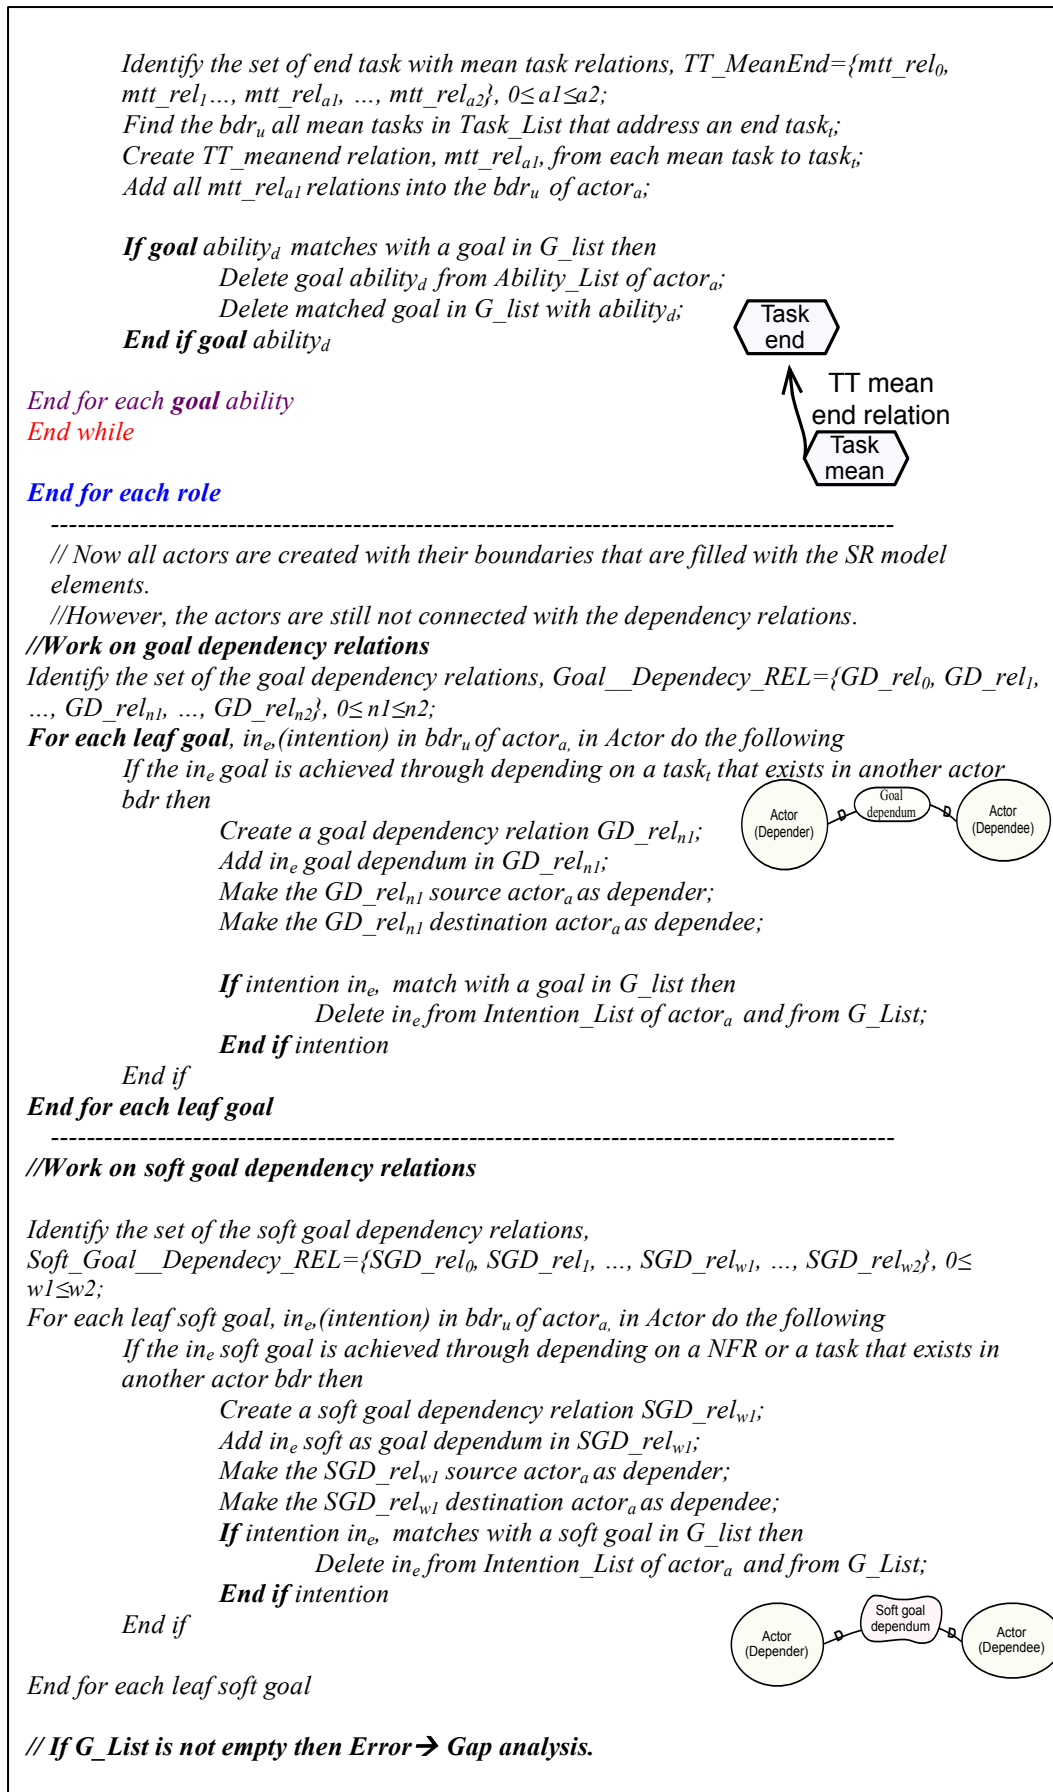 Identify the set of end task with mean task relations, TT_MeanEnd={mtt_rel0,
mtt_rel1…, mtt_rela1, …, mtt_rela2}, 0≤ a1≤a2;
Find the bdru all mean tasks in Task_List that address an end taskt;
Create TT_meanend relation, mtt_rela1, from each mean task to taskt;
Add all mtt_rela1 relations into the bdru of actora;
If goal abilityd matches with a goal in G_list then
Delete goal abilityd from Ability_List of actora;
Delete matched goal in G_list with abilityd;
End if goal abilityd
Task
end
TT mean
end relation
Task
mean
End for each goal ability
End while
End for each role
-----------------------------------------------------------------------------------------------
// Now all actors are created with their boundaries that are filled with the SR model
elements.
//However, the actors are still not connected with the dependency relations.
//Work on goal dependency relations
Identify the set of the goal dependency relations, Goal__Dependecy_REL={GD_rel0, GD_rel1,
…, GD_reln1, …, GD_reln2}, 0≤ n1≤n2;
For each leaf goal, ine,(intention) in bdru of actora, in Actor do the following
If the ine goal is achieved through depending on a taskt that exists in another actor
bdr then
Create a goal dependency relation GD_reln1;
Add ine goal dependum in GD_reln1;
Make the GD_reln1 source actora as depender;
Make the GD_reln1 destination actora as dependee;
Actor
(Depender)
D
Goal
dependum
D
Actor
(Dependee)
If intention ine, match with a goal in G_list then
Delete ine from Intention_List of actora and from G_List;
End if intention
End if
End for each leaf goal
-----------------------------------------------------------------------------------------------
//Work on soft goal dependency relations
Identify the set of the soft goal dependency relations,
Soft_Goal__Dependecy_REL={SGD_rel0, SGD_rel1, …, SGD_relw1, …, SGD_relw2}, 0≤
w1≤w2;
For each leaf soft goal, ine,(intention) in bdru of actora, in Actor do the following
If the ine soft goal is achieved through depending on a NFR or a task that exists in
another actor bdr then
Create a soft goal dependency relation SGD_relw1;
Add ine soft as goal dependum in SGD_relw1;
Make the SGD_relw1 source actora as depender;
Make the SGD_relw1 destination actora as dependee;
If intention ine, matches with a soft goal in G_list then
Delete ine from Intention_List of actora and from G_List;
End if intention
End if
Actor
(Depender)
D
Soft goal
dependum
D
Actor
(Dependee)
End for each leaf soft goal
// If G_List is not empty then Error→ Gap analysis.